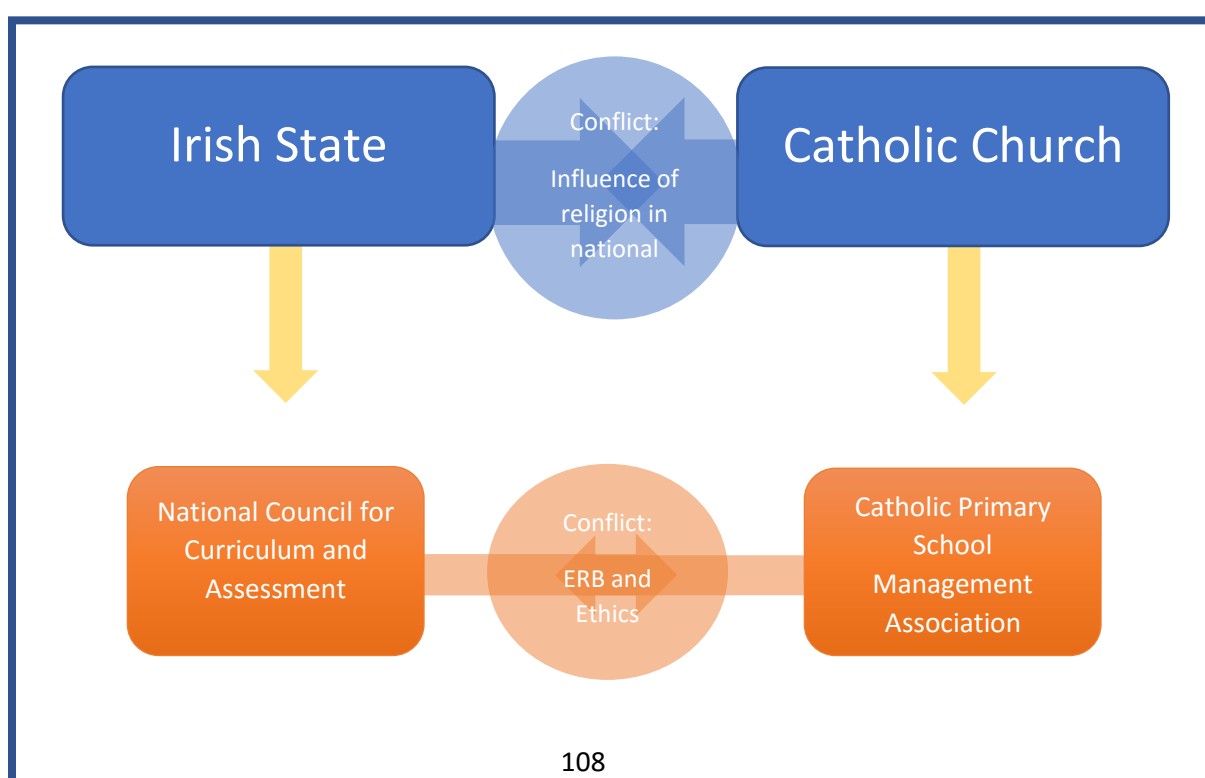 Irish State
Conflict:
Influence of
religion in
national
Catholic Church
National Council for
Curriculum and
Assessment
Conflict:
ERB and
Ethics
Catholic Primary
School
Management
Association
108